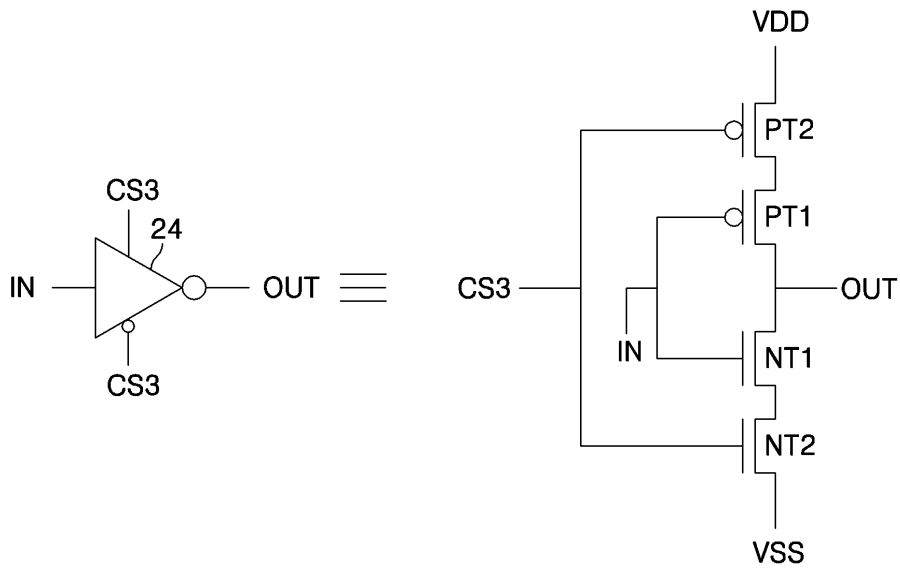 VDD
PT2
CS3
24
PT1
IN
OUT
CS3
OUT
IN
NT1
CS3
NT2
VSS